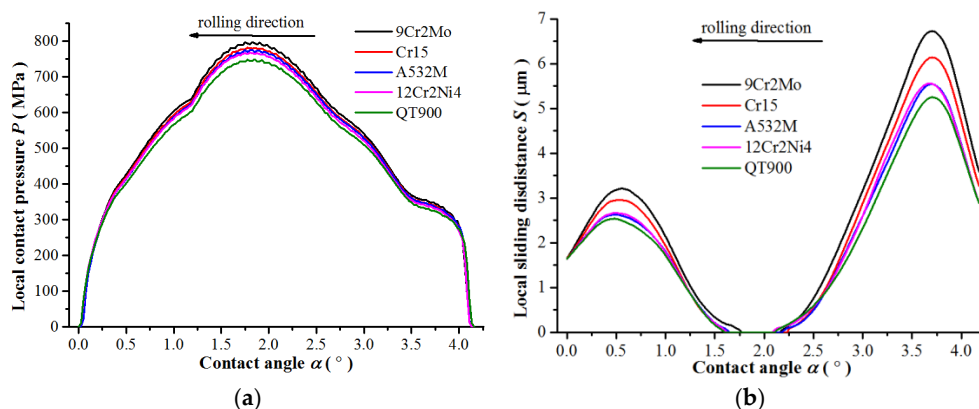 rolling direction
9Cr2Mo
Cr15
A532M
12Cr2Ni4
QT900
Local contact pressure P ( MPa)
800
700
600
500
400
300
200
100
0
0.0 0.5 1.0 1.5 2.0 2.5 3.0 3.5 4.0
Contact angle α ( ° )
(a)
rolling direction
9Cr2Mo
Cr15
A532M
12Cr2Ni4
QT900
Local sliding disdistance S ( μm)
7
6
5
4
3
2
1
0
0.0 0.5 1.0 1.5 2.0 2.5 3.0 3.5 4.0
Contact angle α ( ° )
(b)